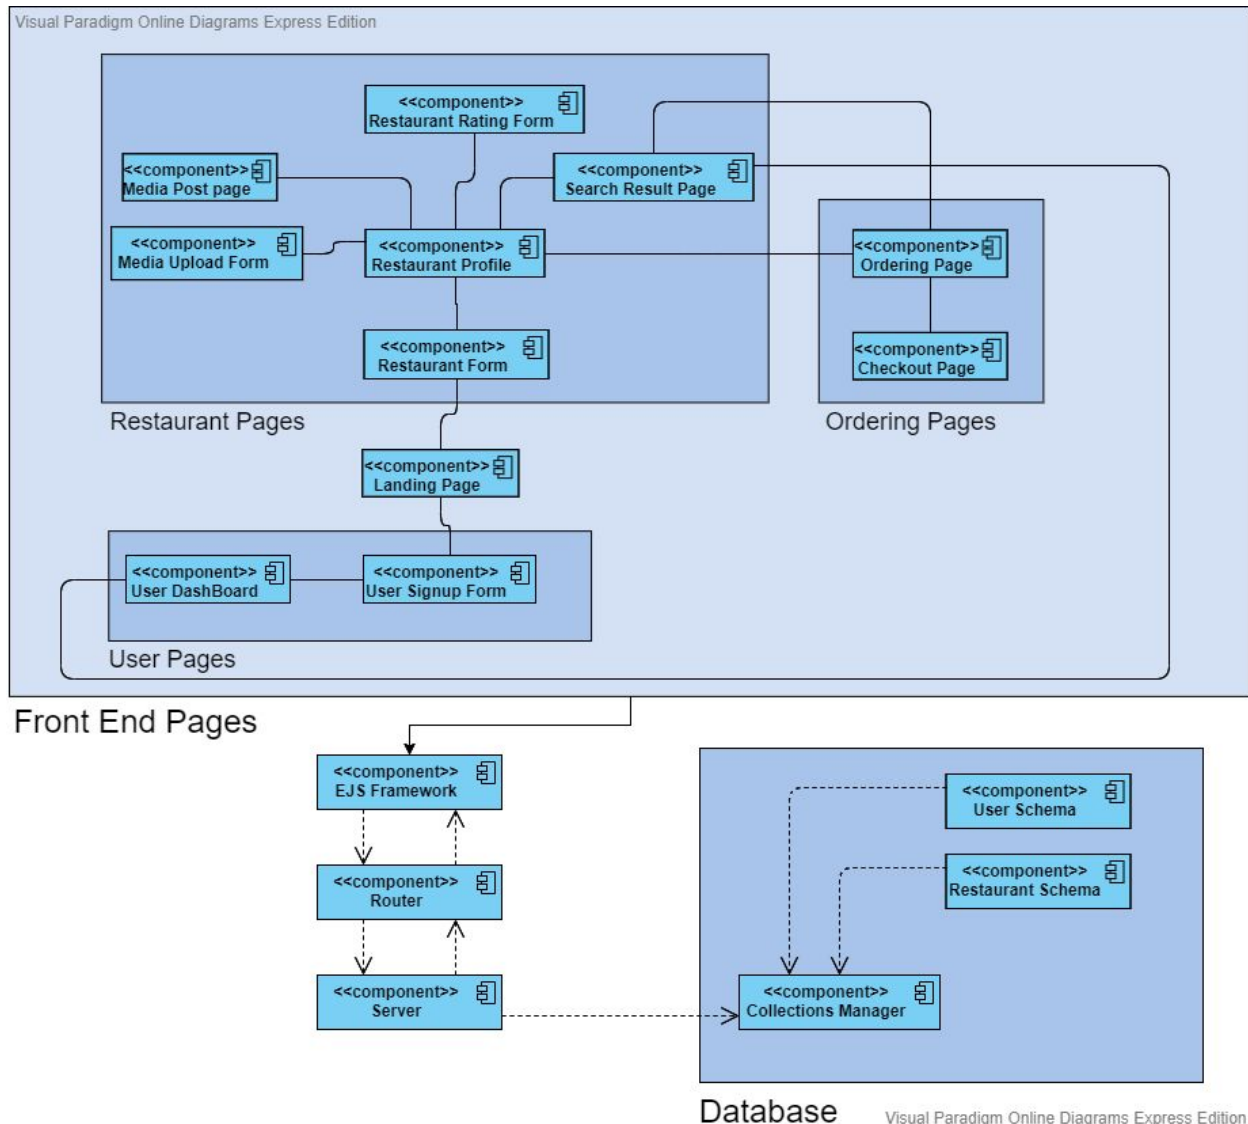 Visual Paradigm Online Diagrams Express Edition
<<component>>
Restaurant Rating Form
<<component>>
Media Post page
<<component>>
Search Result Page
<<component>>
Media Upload Form
<<component>>
Restaurant Profile
<<component>>
Ordering Page
<<component>>
Restaurant Form
<<component>>
Checkout Page
Restaurant Pages
Ordering Pages
<<component>>
Landing Page
<<component>>
User DashBoard
<<component>>
User Signup Form
User Pages
Front End Pages
<<component>>
EJS Framework
<<component>>
User Schema
<<component>>
Router
<<component>>
Restaurant Schema
<<component>>
Server
<<component>>
Collections Manager
Database
Visual Paradigm Online Diagrams Express Edition